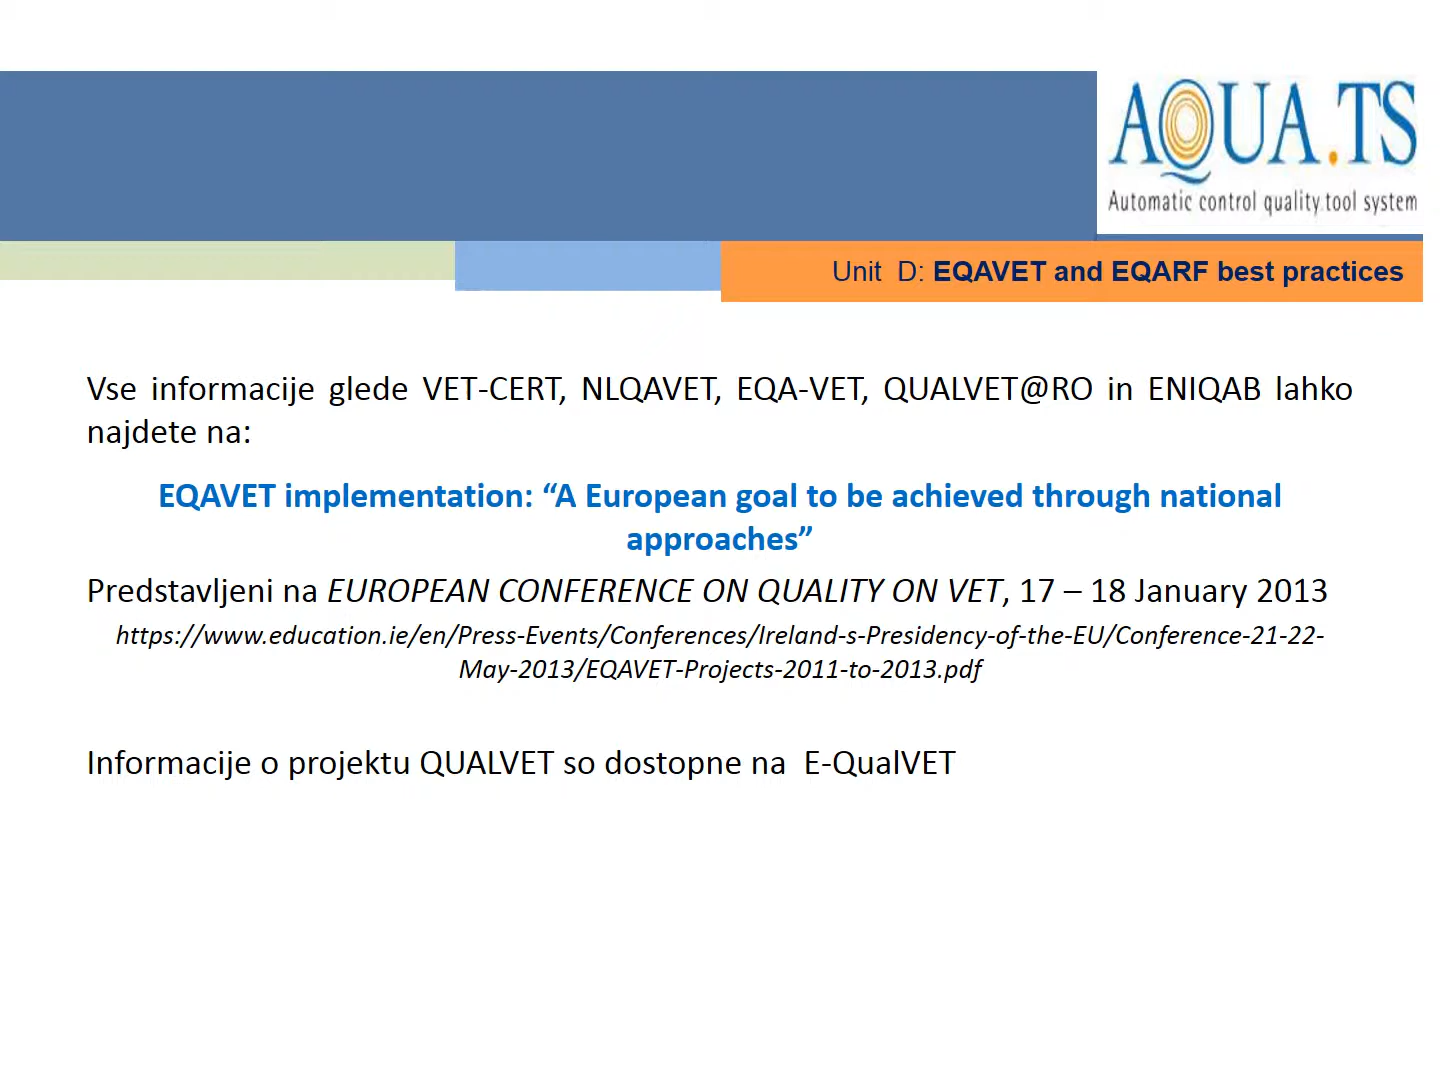 AQUA.TS
Automatic control quality tool system
Unit D: EQAVET and EQARF best practices
Vse informacije glede VET-CERT, NLQAVET, EQA-VET, QUALVET@RO in ENIQAB lahko
najdete na:
EQAVET implementation: “A European goal to be achieved through national
approaches”
Predstavljeni na EUROPEAN CONFERENCE ON QUALITY ON VET, 17 – 18 January 2013
https://www.education.ie/en/Press-Events/Conferences/Ireland-s-Presidency-of-the-EU/Conference-21-22-
May-2013/EQAVET-Projects-2011-to-2013.pdf
Informacije o projektu QUALVET so dostopne na E-QualVET